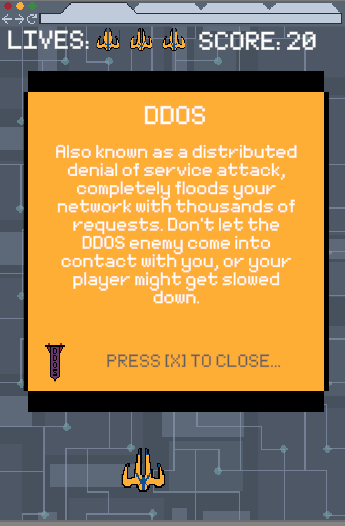 LIVES: SCORE: 20
DDOS
Also known as a distributed
denial of service attack,
completely floods your
network with thousands of
requests. Don't let the
DDOS enemy come into
contact with you, or your
player might get slowed
down.
DDOS
PRESS [X] TO CLOSE...